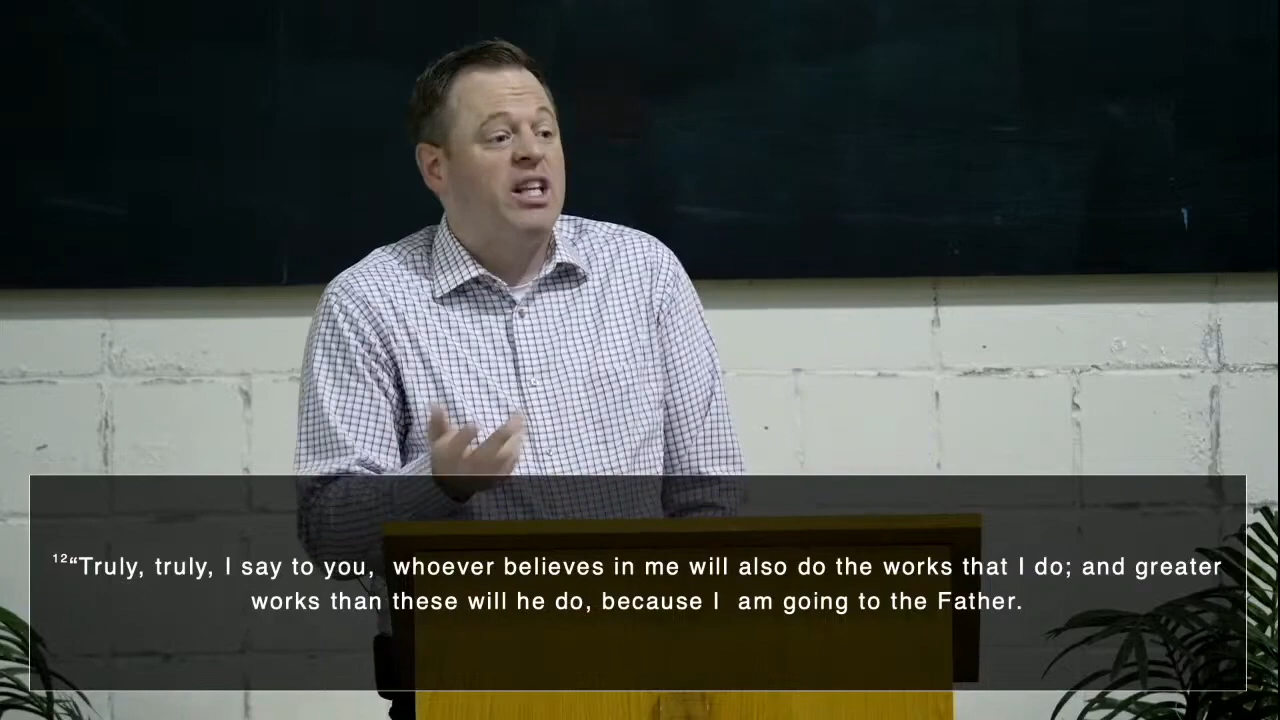 ¹²“Truly, truly, I say to you,  whoever believes in me will also do the works that I do; and greater
works than these will he do, because I  am going to the Father.